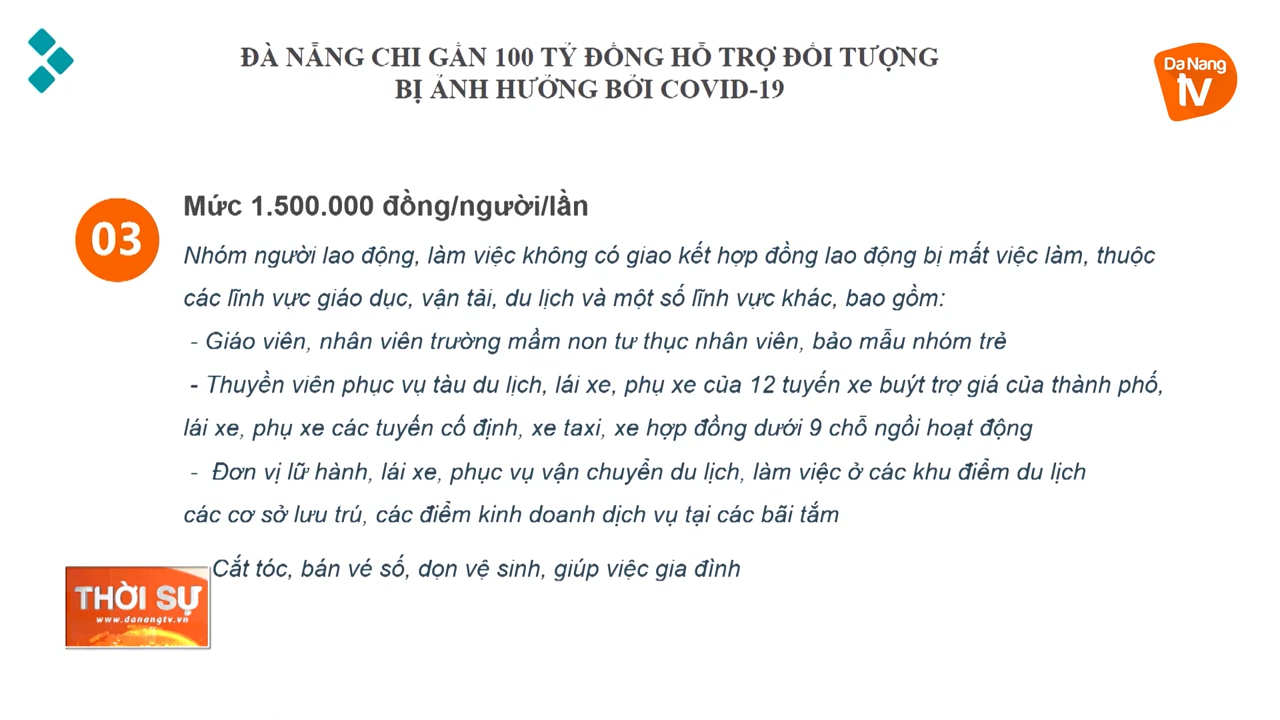 ĐÀ NẴNG CHI GẦN 100 TỶ ĐỒNG HỖ TRỢ ĐỐI TƯỢNG
BỊ ẢNH HƯỞNG BỞI COVID-19
Da Nang
tv
03
Mức 1.500.000 đồng/người/lần
Nhóm người lao động, làm việc không có giao kết hợp đồng lao động bị mất việc làm, thuộc
các lĩnh vực giáo dục, vận tải, du lịch và một số lĩnh vực khác, bao gồm:
- Giáo viên, nhân viên trường mầm non tư thục nhân viên, bảo mẫu nhóm trẻ
- Thuyền viên phục vụ tàu du lịch, lái xe, phụ xe của 12 tuyến xe buýt trợ giá của thành phố,
lái xe, phụ xe các tuyến cố định, xe taxi, xe hợp đồng dưới 9 chỗ ngồi hoạt động
- Đơn vị lữ hành, lái xe, phục vụ vận chuyển du lịch, làm việc ở các khu điểm du lịch
các cơ sở lưu trú, các điểm kinh doanh dịch vụ tại các bãi tắm
Cắt tóc, bán vé số, dọn vệ sinh, giúp việc gia đình
THỜI SỰ
www.danangtv.vn